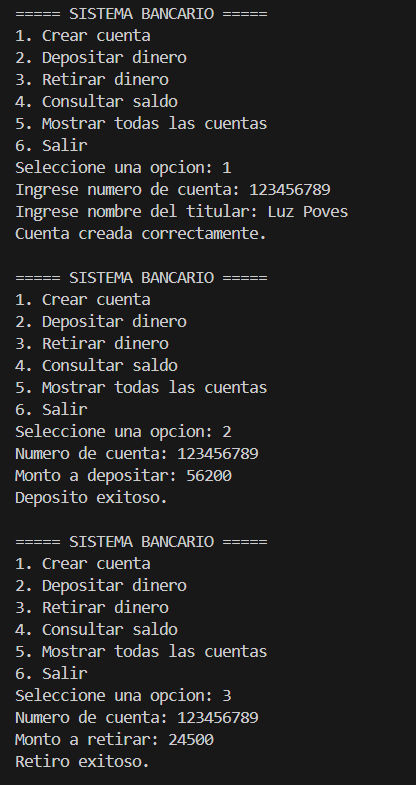 ===== SISTEMA BANCARIO =====
1. Crear cuenta
2. Depositar dinero
3. Retirar dinero
4. Consultar saldo
5. Mostrar todas las cuentas
6. Salir
Seleccione una opcion: 1
Ingrese numero de cuenta: 123456789
Ingrese nombre del titular: Luz Poves
Cuenta creada correctamente.

===== SISTEMA BANCARIO =====
1. Crear cuenta
2. Depositar dinero
3. Retirar dinero
4. Consultar saldo
5. Mostrar todas las cuentas
6. Salir
Seleccione una opcion: 2
Numero de cuenta: 123456789
Monto a depositar: 56200
Deposito exitoso.

===== SISTEMA BANCARIO =====
1. Crear cuenta
2. Depositar dinero
3. Retirar dinero
4. Consultar saldo
5. Mostrar todas las cuentas
6. Salir
Seleccione una opcion: 3
Numero de cuenta: 123456789
Monto a retirar: 24500
Retiro exitoso.